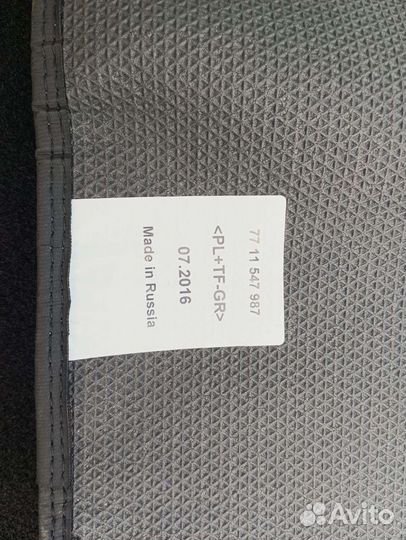 77 11 547 987
<PL+TF-GR>
07.2016
Made in Russia
Avito